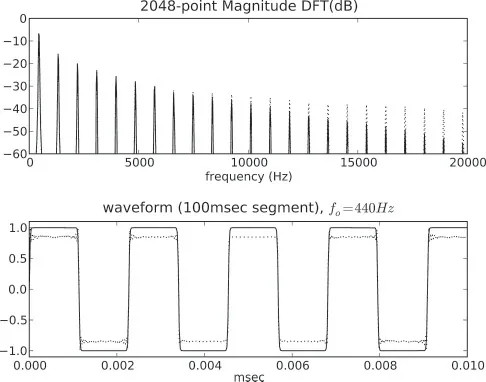 2048-point Magnitude DFT(dB)
0
−10
−20
−30
−40
−50
−60
0 5000 10000 15000 20000
frequency (Hz)
waveform (100msec segment), f_o=440Hz
1.0
0.5
0.0
−0.5
−1.0
0.000 0.002 0.004 0.006 0.008 0.010
msec